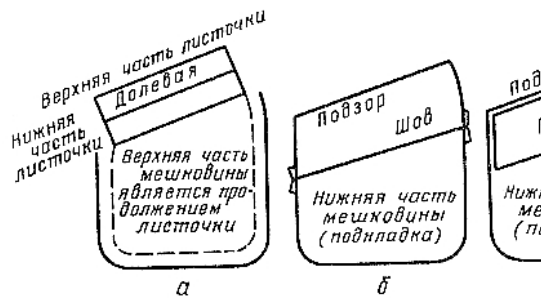 Верхняя часть листочки
Долевая
Нижняя
часть
листочки
Верхняя часть
мешковины
является про-
должением
листочки
а
Подзор
Шов
Нижняя часть
мешковины
(подкладка)
б